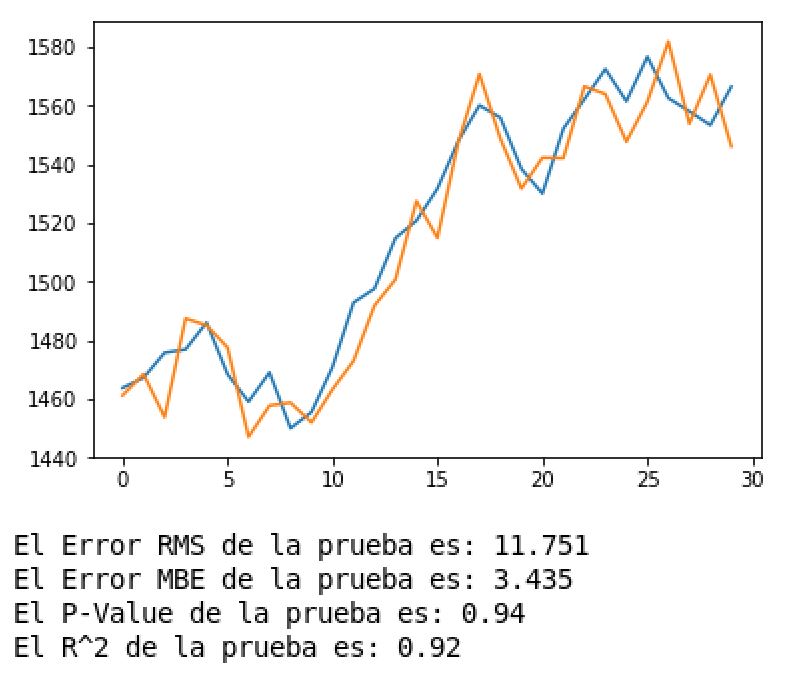 1580
1560
1540
1520
1500
1480
1460
1440
0 5 10 15 20 25 30
El Error RMS de la prueba es: 11.751
El Error MBE de la prueba es: 3.435
El P-Value de la prueba es: 0.94
El R^2 de la prueba es: 0.92